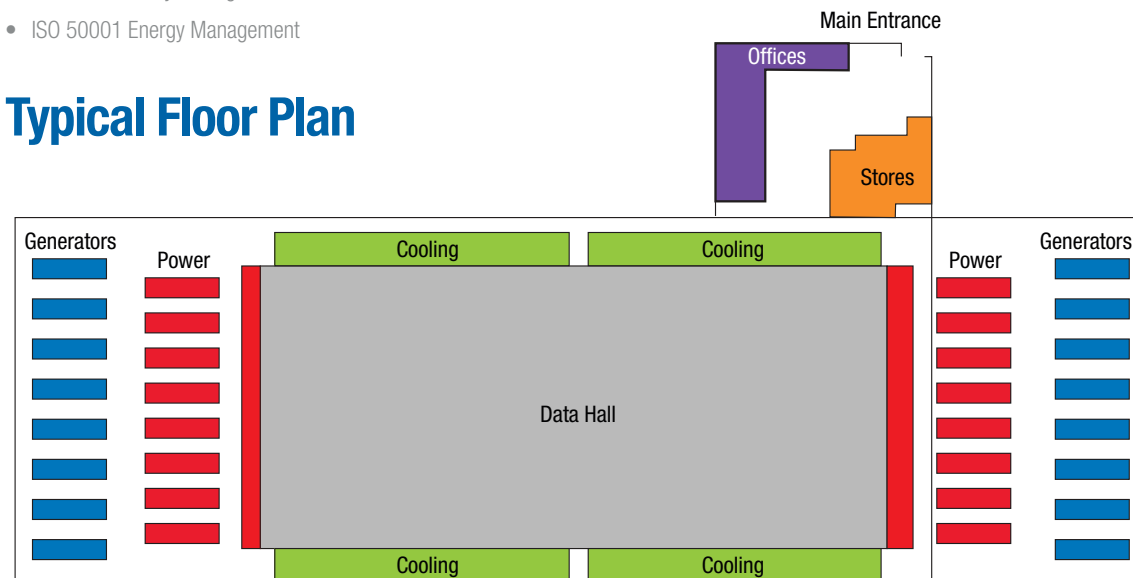 • ISO 50001 Energy Management
Main Entrance
Offices
Typical Floor Plan
Stores
Generators
Power
Cooling
Cooling
Power
Generators
Data Hall
Cooling
Cooling